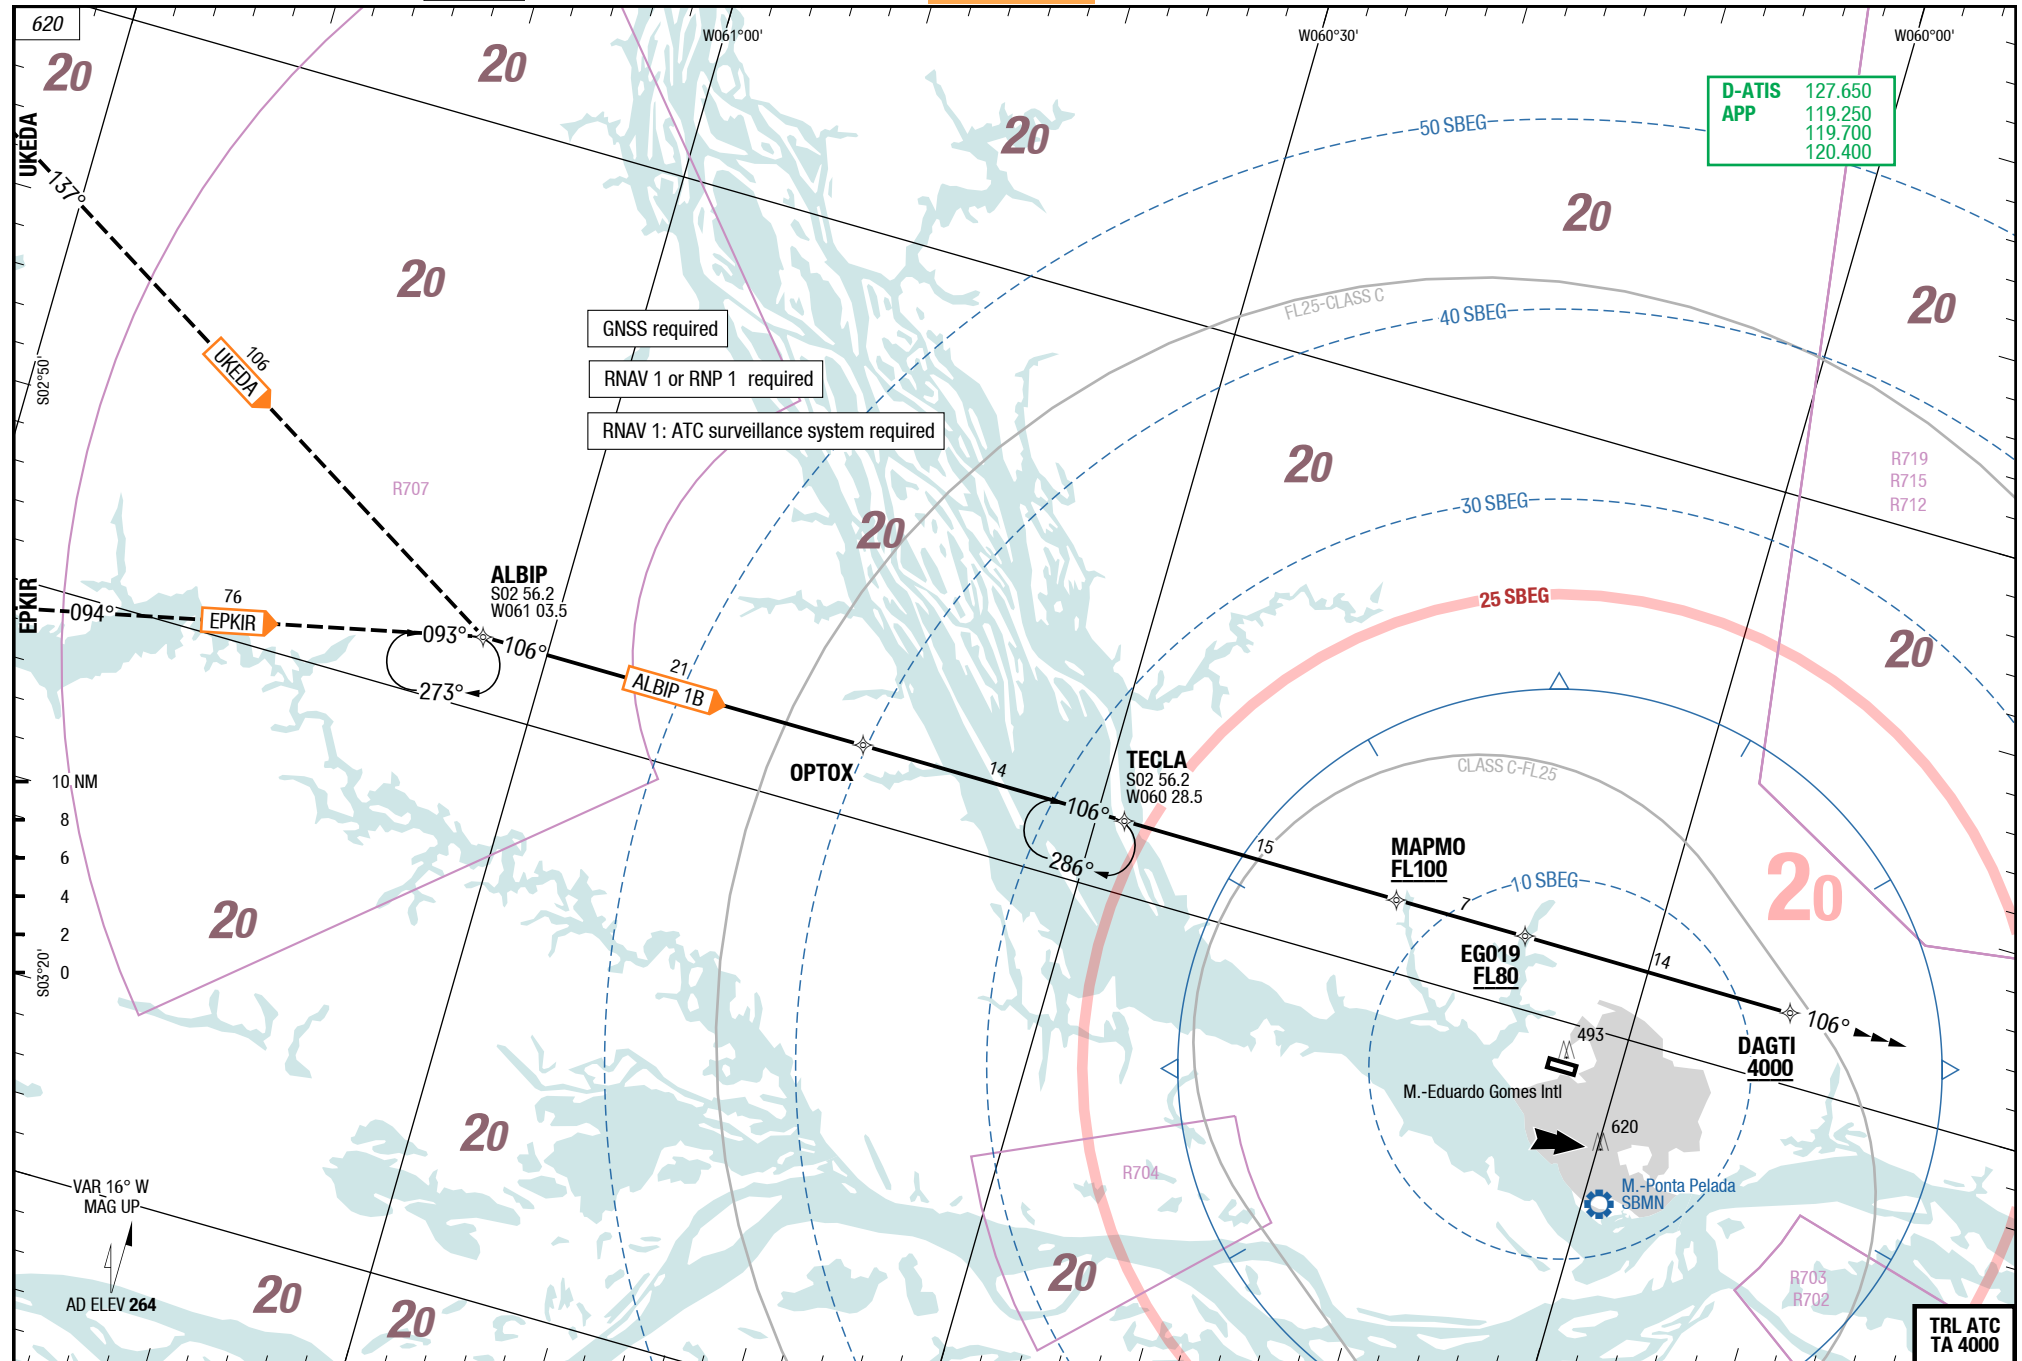 620
W061°00'
W060°30'
W060°00'
20
20
20
D-ATIS 127.650
APP 119.250
119.700
120.400
50 SBEG
UKEDA
137°
20
20
20
FL25-CLASS C
40 SBEG
GNSS required
106
UKEDA
S02°50'
RNAV 1 or RNP 1 required
RNAV 1: ATC surveillance system required
20
R719
R715
R712
R707
30 SBEG
20
ALBIP
S02 56.2
W061 03.5
25 SBEG
EPKIR
094°
76
EPKIR
093°
106°
273°
20
21
ALBIP 1B
OPTOX
14
TECLA
S02 56.2
W060 28.5
CLASS C-FL25
10 NM
8
6
4
2
0
S03°20'
106°
286°
15
MAPMO
FL100
10 SBEG
7
20
20
EG019
FL80
14
106°
DAGTI
4000
493
M.-Eduardo Gomes Intl
620
20
R704
M.-Ponta Pelada
SBMN
VAR 16° W
MAG UP
AD ELEV 264
20
20
20
R703
R702
TRL ATC
TA 4000